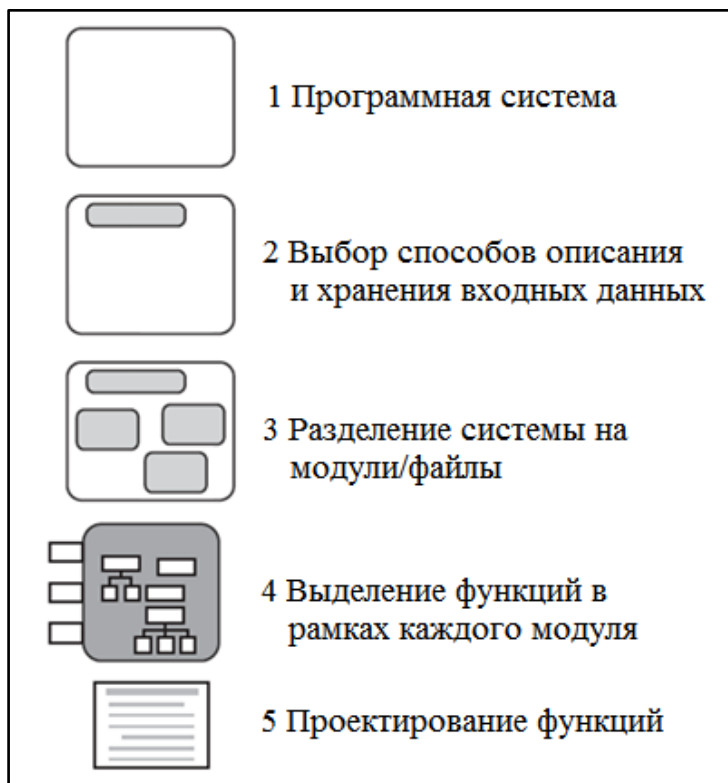 1 Программная система
2 Выбор способов описания
и хранения входных данных
3 Разделение системы на
модули/файлы
4 Выделение функций в
рамках каждого модуля
5 Проектирование функций